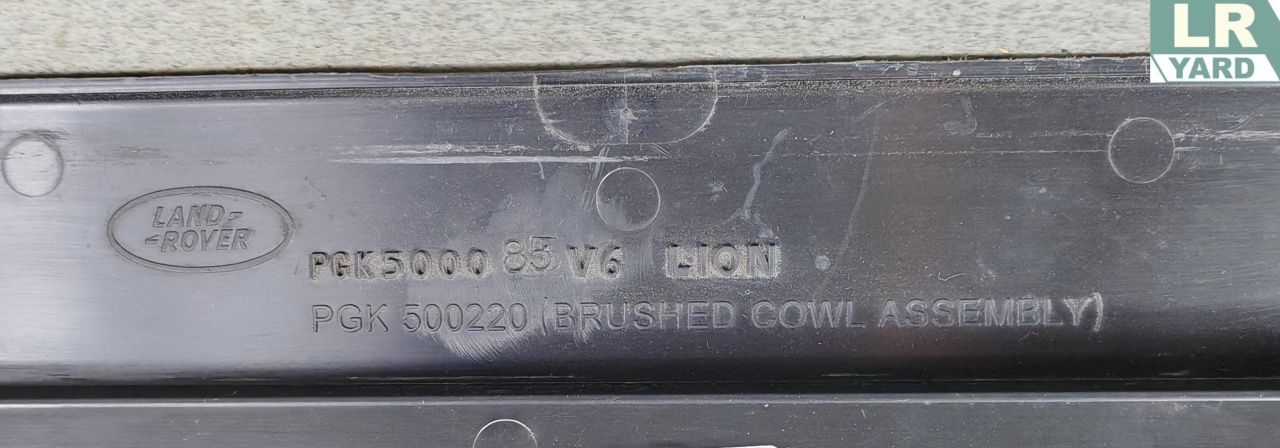 LR
YARD
LAND-
-ROVER
PGK5000 85 V6 LION
PGK 500220 (BRUSHED COWL ASSEMBLY)